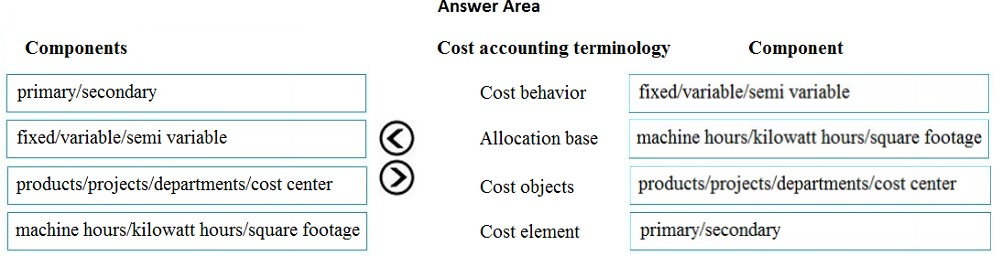 Answer Area
Components Cost accounting terminology Component
primary/secondary Cost behavior fixed/variable/semi variable
fixed/variable/semi variable Allocation base machine hours/kilowatt hours/square footage
products/projects/departments/cost center Cost objects products/projects/departments/cost center
machine hours/kilowatt hours/square footage Cost element primary/secondary